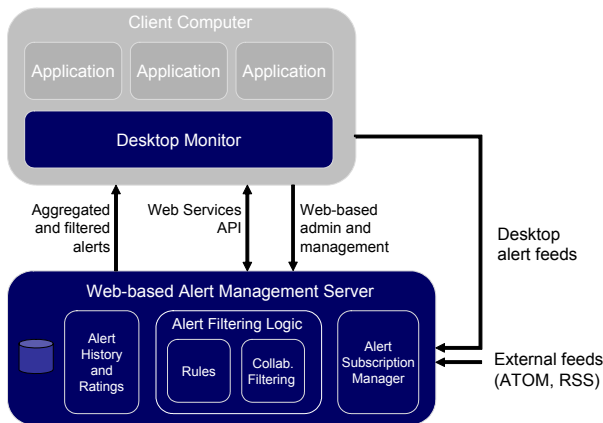 Client Computer
Application
Application
Application
Desktop Monitor
Aggregated
and filtered
alerts
Web Services
API
Web-based
admin and
management
Desktop
alert feeds
Web-based Alert Management Server
Alert
History
and
Ratings
Alert Filtering Logic
Rules
Collab.
Filtering
Alert
Subscription
Manager
External feeds
(ATOM, RSS)